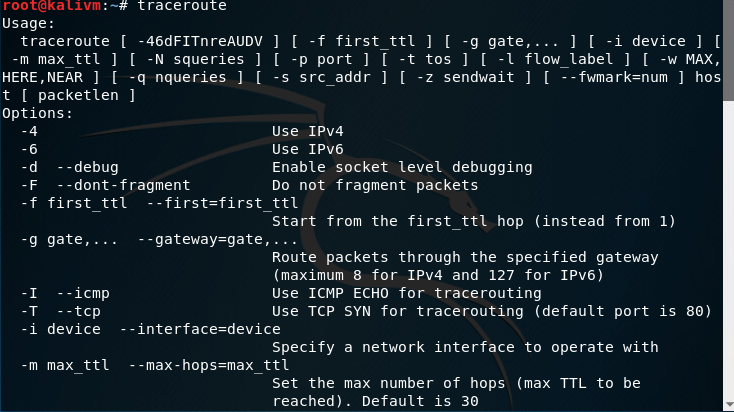 root@kalivm:~# traceroute
Usage:
  traceroute [ -46dFITnreAUDV ] [ -f first_ttl ] [ -g gate,... ] [ -i device ] [
 -m max_ttl ] [ -N squeries ] [ -p port ] [ -t tos ] [ -l flow_label ] [ -w MAX,
HERE,NEAR ] [ -q nqueries ] [ -s src_addr ] [ -z sendwait ] [ --fwmark=num ] hos
t [ packetlen ]
Options:
  -4                          Use IPv4
  -6                          Use IPv6
  -d  --debug                 Enable socket level debugging
  -F  --dont-fragment         Do not fragment packets
  -f first_ttl  --first=first_ttl
                              Start from the first_ttl hop (instead from 1)
  -g gate,...  --gateway=gate,...
                              Route packets through the specified gateway
                              (maximum 8 for IPv4 and 127 for IPv6)
  -I  --icmp                  Use ICMP ECHO for tracerouting
  -T  --tcp                   Use TCP SYN for tracerouting (default port is 80)
  -i device  --interface=device
                              Specify a network interface to operate with
  -m max_ttl  --max-hops=max_ttl
                              Set the max number of hops (max TTL to be
                              reached). Default is 30